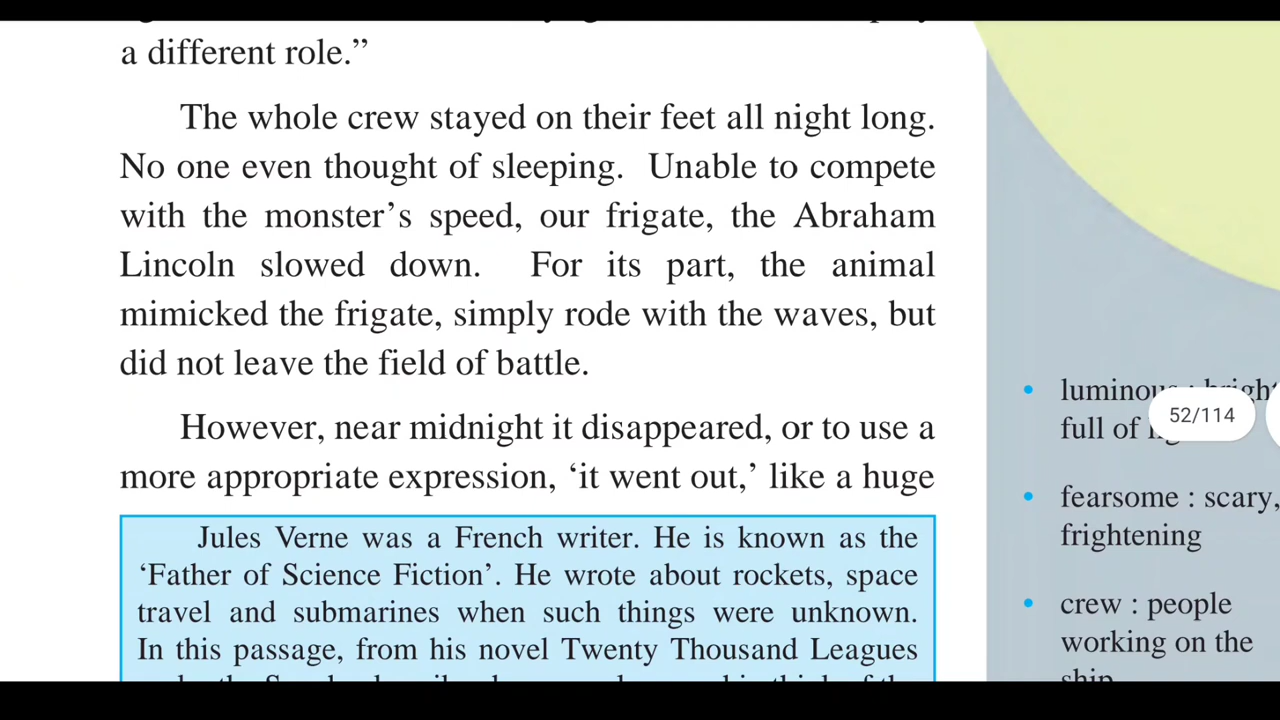 a different role.”
The whole crew stayed on their feet all night long.
No one even thought of sleeping. Unable to compete
with the monster’s speed, our frigate, the Abraham
Lincoln slowed down. For its part, the animal
mimicked the frigate, simply rode with the waves, but
did not leave the field of battle.
However, near midnight it disappeared, or to use a
more appropriate expression, ‘it went out,’ like a huge
Jules Verne was a French writer. He is known as the
‘Father of Science Fiction’. He wrote about rockets, space
travel and submarines when such things were unknown.
In this passage, from his novel Twenty Thousand Leagues
• luminous : bright
full of
52/114
• fearsome : scary,
frightening
• crew : people
working on the
ship